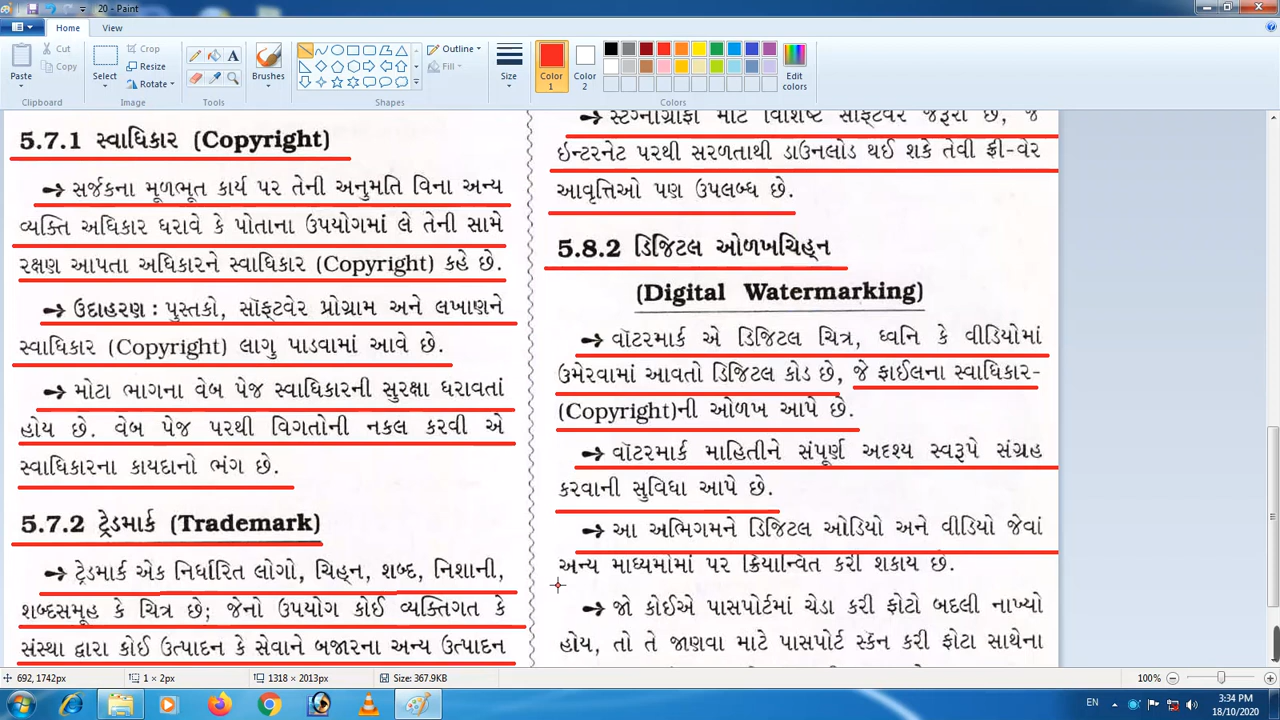 20 - Paint
Home
View
Paste
Cut
Copy
Clipboard
Select
Crop
Resize
Rotate
Image
Tools
Brushes
Shapes
Outline
Fill
Size
Color 1
Color 2
Edit colors
Colors
5.7.1 સ્વાધિકાર (Copyright)
➜ સર્જકના મૂળભૂત કાર્ય પર તેની અનુમતિ વિના અન્ય
વ્યક્તિ અધિકાર ધરાવે કે પોતાના ઉપયોગમાં લે તેની સામે
રક્ષણ આપતા અધિકારને સ્વાધિકાર (Copyright) કહે છે.
➜ ઉદાહરણ : પુસ્તકો, સૉફ્ટવેર પ્રોગ્રામ અને લખાણને
સ્વાધિકાર (Copyright) લાગુ પાડવામાં આવે છે.
➜ મોટા ભાગના વેબ પેજ સ્વાધિકારની સુરક્ષા ધરાવતાં
હોય છે. વેબ પેજ પરથી વિગતોની નકલ કરવી એ
સ્વાધિકારના કાયદાનો ભંગ છે.
5.7.2 ટ્રેડમાર્ક (Trademark)
➜ ટ્રેડમાર્ક એક નિર્ધારિત લોગો, ચિહ્ન, શબ્દ, નિશાની,
શબ્દસમૂહ કે ચિત્ર છે; જેનો ઉપયોગ કોઈ વ્યક્તિગત કે
સંસ્થા દ્વારા કોઈ ઉત્પાદન કે સેવાને બજારના અન્ય ઉત્પાદન
➜ સ્ટેગ્નોગ્રાફી માટે વિશિષ્ટ સૉફ્ટવેર જરૂરી છે, જે
ઇન્ટરનેટ પરથી સરળતાથી ડાઉનલોડ થઈ શકે તેવી ફ્રી-વેર
આવૃત્તિઓ પણ ઉપલબ્ધ છે.
5.8.2 ડિજિટલ ઓળખચિહ્ન
(Digital Watermarking)
➜ વૉટરમાર્ક એ ડિજિટલ ચિત્ર, ધ્વનિ કે વીડિયોમાં
ઉમેરવામાં આવતો ડિજિટલ કોડ છે, જે ફાઈલના સ્વાધિકાર-
(Copyright)ની ઓળખ આપે છે.
➜ વૉટરમાર્ક માહિતીને સંપૂર્ણ અદશ્ય સ્વરૂપે સંગ્રહ
કરવાની સુવિધા આપે છે.
➜ આ અભિગમને ડિજિટલ ઓડિયો અને વીડિયો જેવાં
અન્ય માધ્યમોમાં પર ક્રિયાન્વિત કરી શકાય છે.
➜ જો કોઈએ પાસપોર્ટમાં ચેડા કરી ફોટો બદલી નાખ્યો
હોય, તો તે જાણવા માટે પાસપોર્ટ સ્કૅન કરી ફોટા સાથેના
692, 1742px
1 × 2px
1318 × 2013px
Size: 367.9KB
100%
EN
3:34 PM
18/10/2020